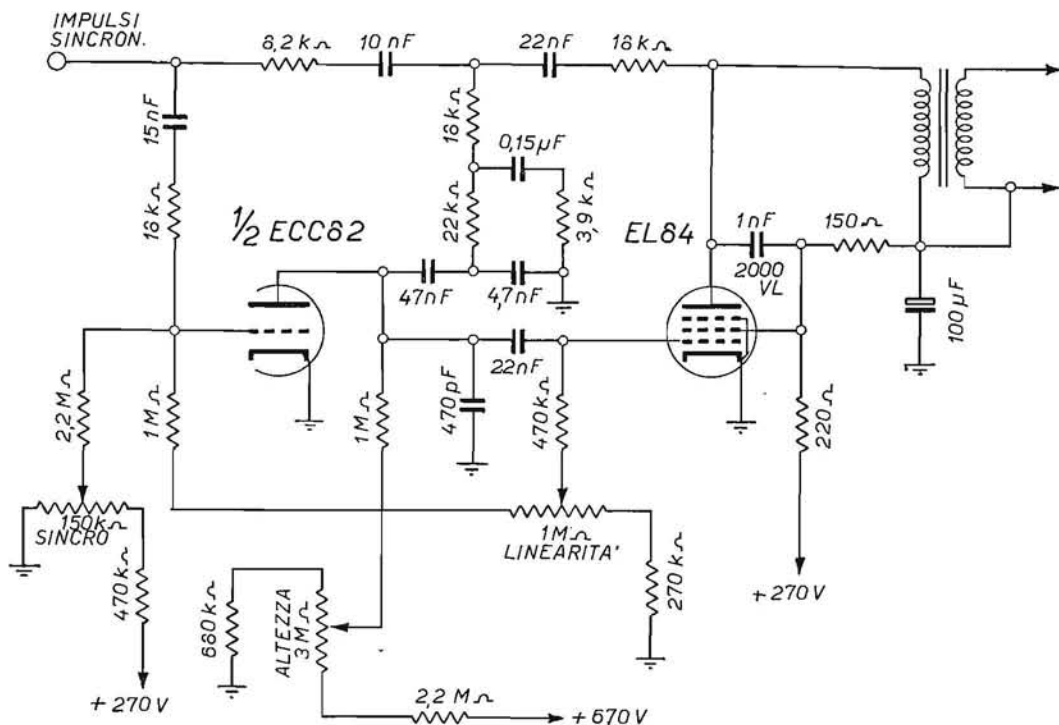 IMPULSI
SINCRON.
8,2 kΩ
10 nF
22 nF
18 kΩ
15 nF
18 kΩ
0,15 µF
18 kΩ
22 kΩ
3,9 kΩ
½ ECC82
EL84
1 nF
2000
VL
150 Ω
47 nF
4,7 nF
100 µF
22 nF
2,2 MΩ
1 MΩ
1 MΩ
470 pF
470 kΩ
220 Ω
150 kΩ
SINCRO
1 MΩ
LINEARITA'
470 kΩ
680 kΩ
ALTEZZA
3 MΩ
270 kΩ
+ 270 V
+ 270 V
2,2 MΩ
+ 670 V